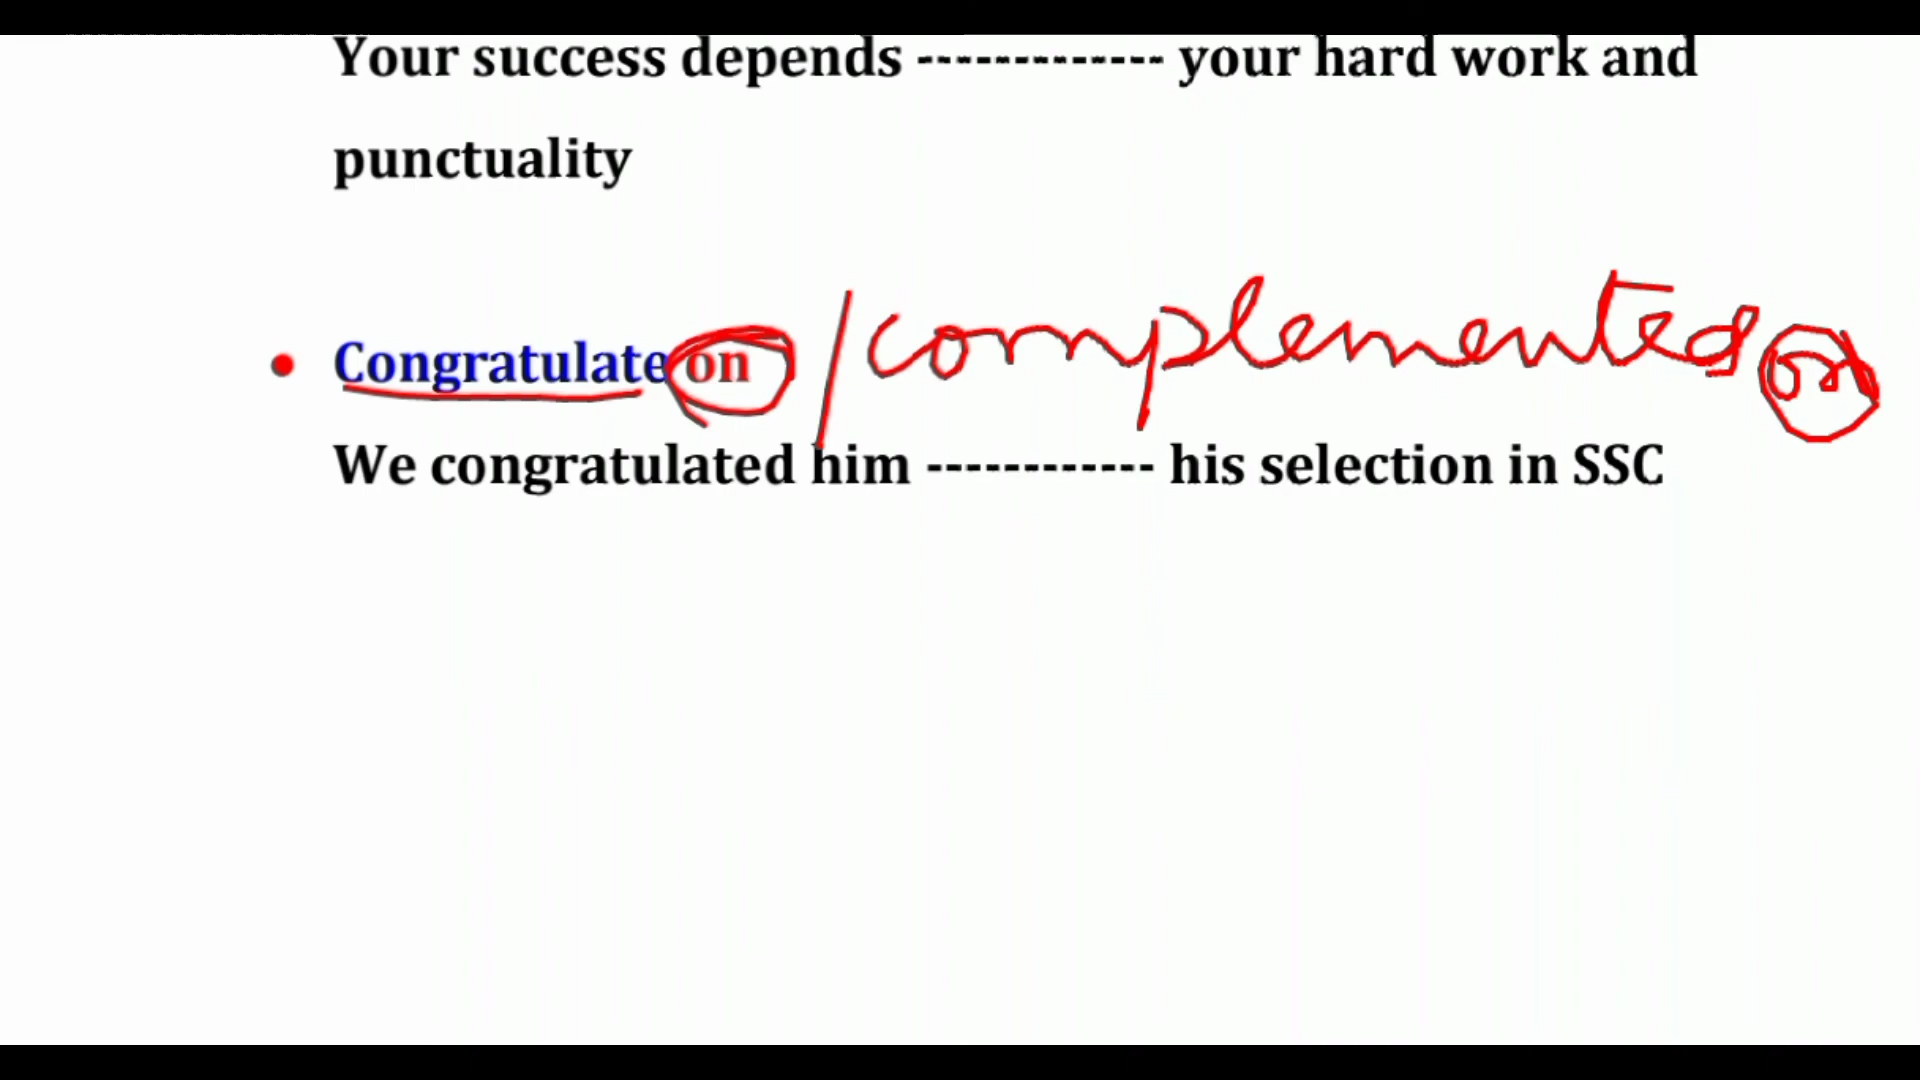 Your success depends ------------- your hard work and
punctuality
• Congratulate on / complemented on
We congratulated him ------------ his selection in SSC